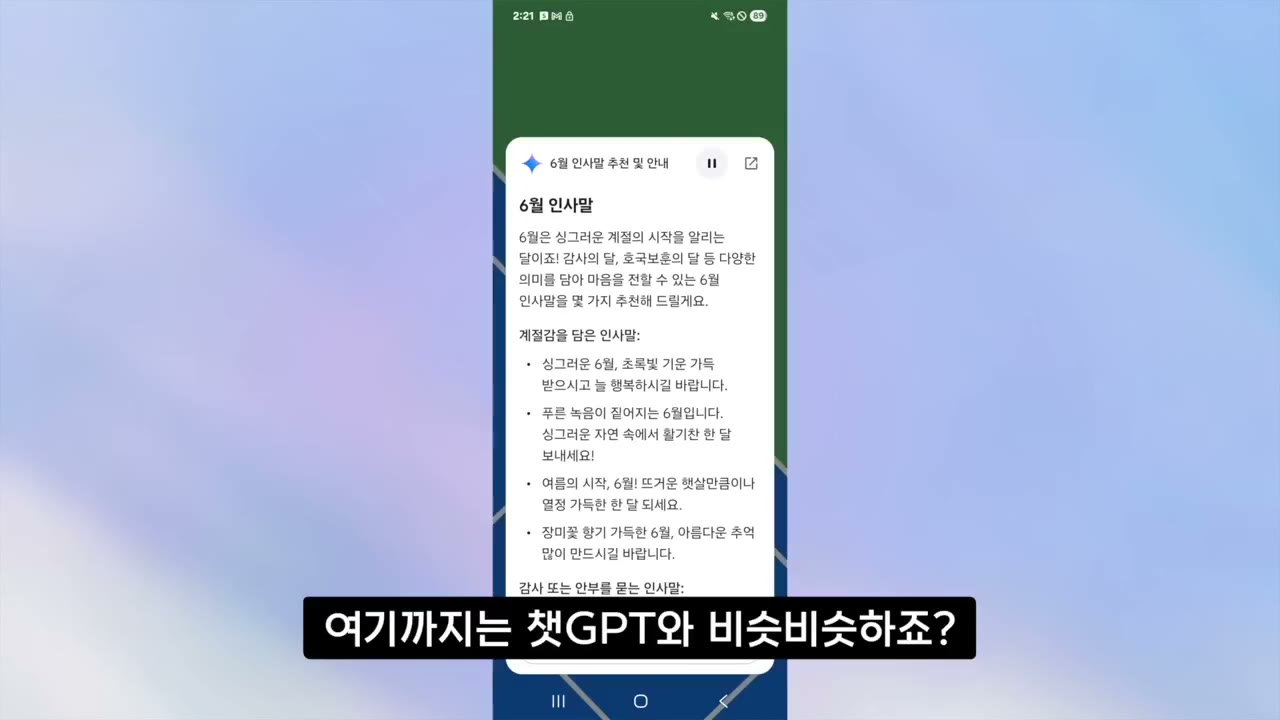 2:21
89
6월 인사말 추천 및 안내
6월 인사말
6월은 싱그러운 계절의 시작을 알리는
달이죠! 감사의 달, 호국보훈의 달 등 다양한
의미를 담아 마음을 전할 수 있는 6월
인사말을 몇 가지 추천해 드릴게요.
계절감을 담은 인사말:
• 싱그러운 6월, 초록빛 기운 가득
받으시고 늘 행복하시길 바랍니다.
• 푸른 녹음이 짙어지는 6월입니다.
싱그러운 자연 속에서 활기찬 한 달
보내세요!
• 여름의 시작, 6월! 뜨거운 햇살만큼이나
열정 가득한 한 달 되세요.
• 장미꽃 향기 가득한 6월, 아름다운 추억
많이 만드시길 바랍니다.
감사 또는 안부를 묻는 인사말:
여기까지는 챗GPT와 비슷비슷하죠?